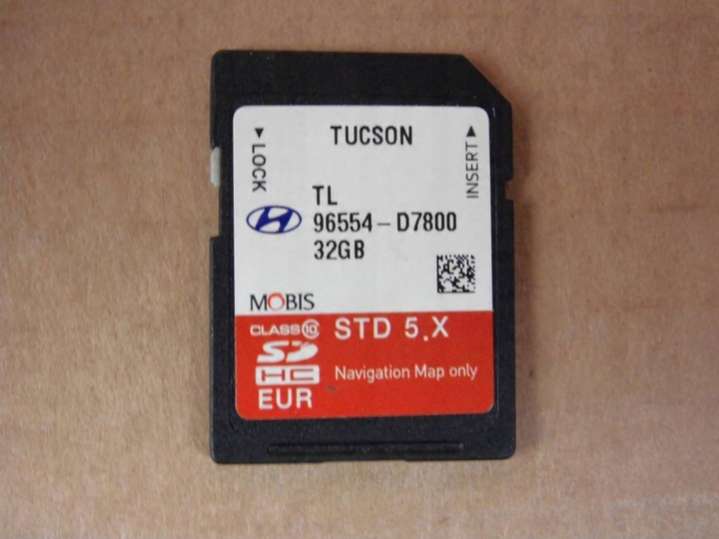 TUCSON
LOCK
INSERT
TL
96554-D7800
32GB
MOBIS
CLASS 10 STD 5.X
SD
HC Navigation Map only
EUR